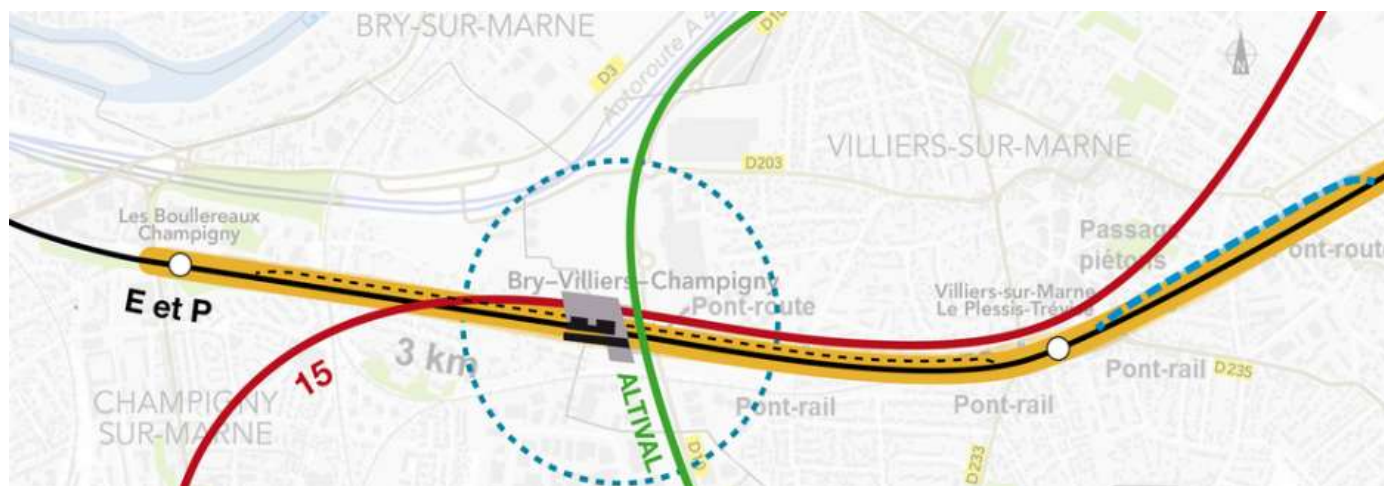 BRY-SUR-MARNE
D3
Autoroute A 4
N
VILLIERS-SUR-MARNE
D203
Les Boullereaux
Champigny
Passage
piétons
Bry–Villiers–Champigny
Pont-route
Villiers-sur-Marne
Le Plessis-Trévise
E et P
3 km
15
ALTIVAL
Pont-rail
D235
Pont-rail
Pont-rail
CHAMPIGNY
SUR-MARNE
D233